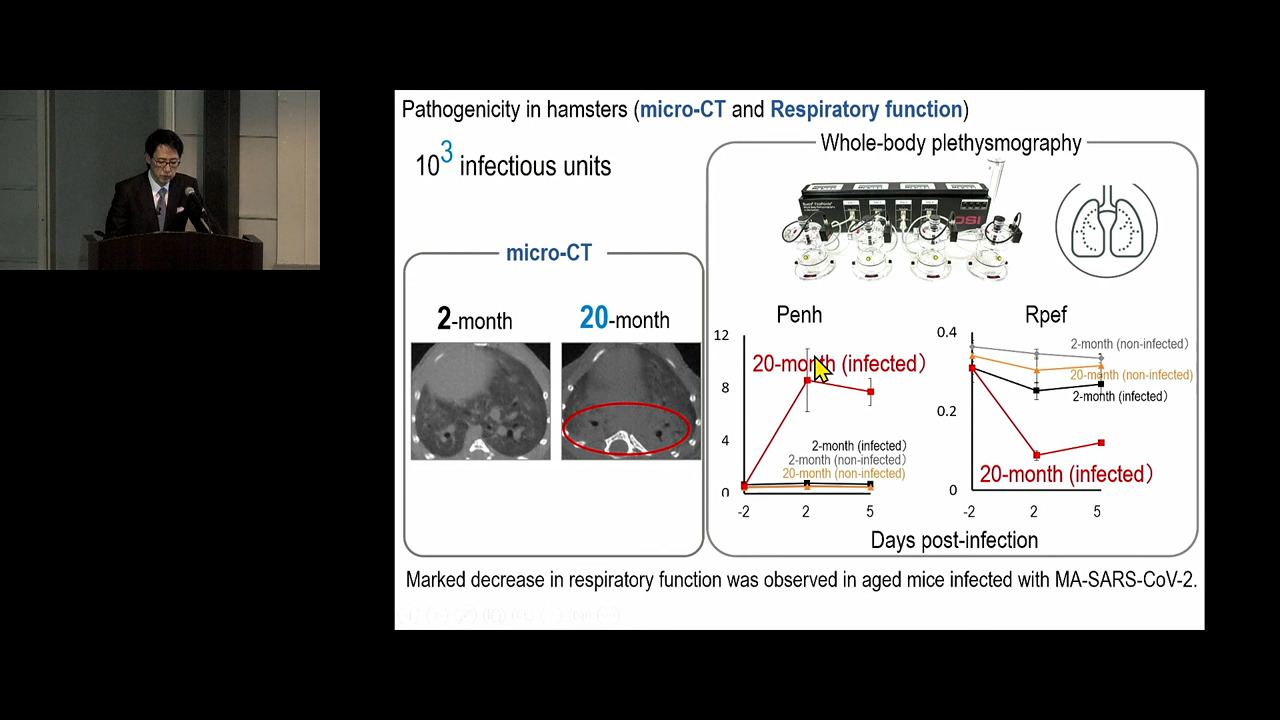 Pathogenicity in hamsters (micro-CT and Respiratory function)
10³ infectious units
micro-CT
2-month
20-month
Whole-body plethysmography
DSI
Penh
12
8
4
0
-2
2
5
20-month (infected)
2-month (infected)
2-month (non-infected)
20-month (non-infected)
Rpef
0.4
0.2
0
-2
2
5
2-month (non-infected)
20-month (non-infected)
2-month (infected)
20-month (infected)
Days post-infection
Marked decrease in respiratory function was observed in aged mice infected with MA-SARS-CoV-2.